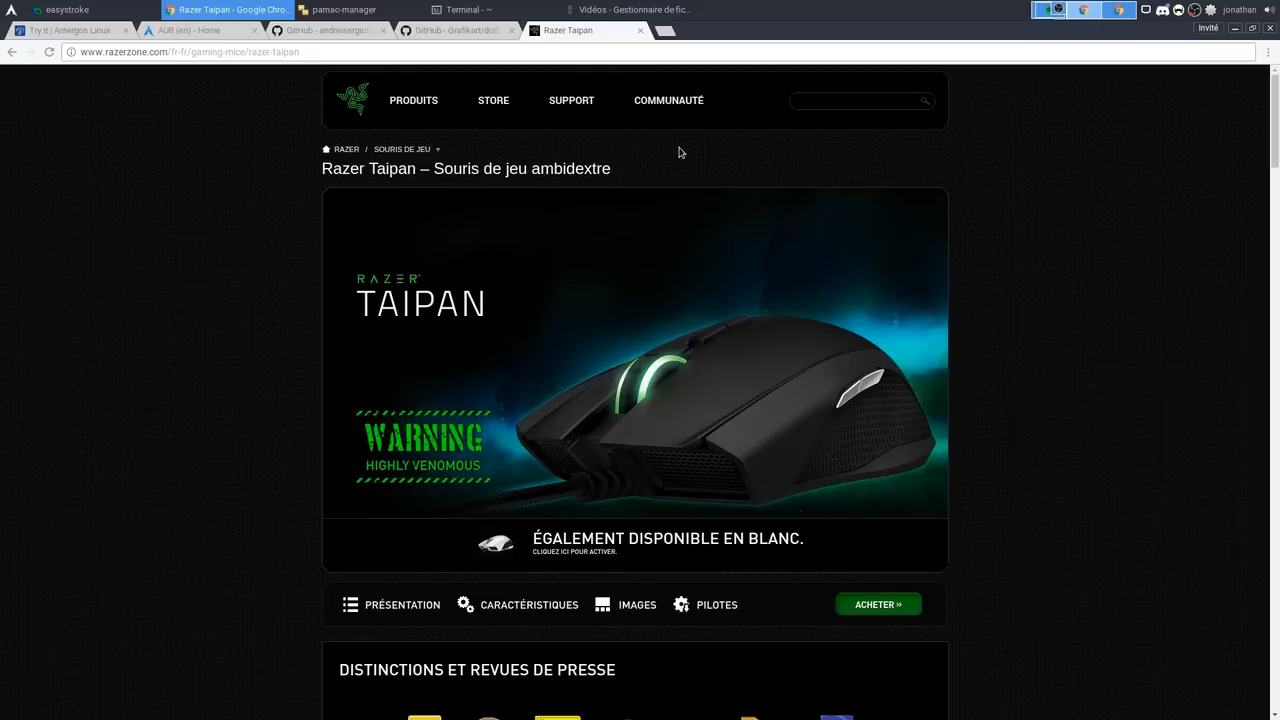 easystroke
Razer Taipan - Google Chro...
pamac-manager
Terminal - ~
Vidéos - Gestionnaire de fic...
jonathan
Try it | Antergos Linux
AUR (en) - Home
GitHub - andreisergiu
GitHub - Grafikart/dotf
Razer Taipan
Invité
www.razerzone.com/fr-fr/gaming-mice/razer-taipan
PRODUITS
STORE
SUPPORT
COMMUNAUTÉ
RAZER / SOURIS DE JEU
Razer Taipan – Souris de jeu ambidextre
RAZER
TAIPAN
WARNING
HIGHLY VENOMOUS
ÉGALEMENT DISPONIBLE EN BLANC.
CLIQUEZ ICI POUR ACTIVER.
PRÉSENTATION
CARACTÉRISTIQUES
IMAGES
PILOTES
ACHETER »
DISTINCTIONS ET REVUES DE PRESSE